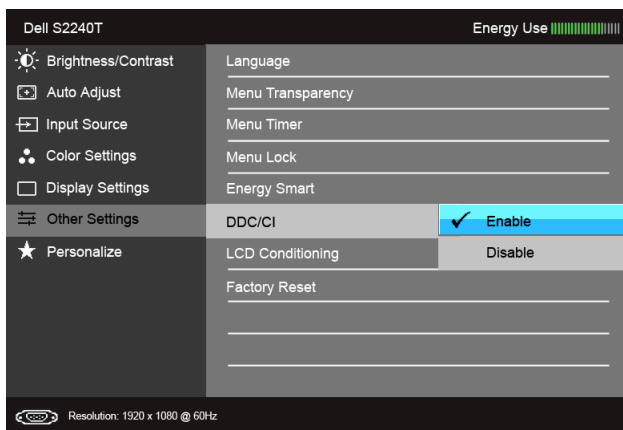 Dell S2240T
Energy Use
Brightness/Contrast
Auto Adjust
Input Source
Color Settings
Display Settings
Other Settings
Personalize
Language
Menu Transparency
Menu Timer
Menu Lock
Energy Smart
DDC/CI
LCD Conditioning
Factory Reset
Enable
Disable
Resolution: 1920 x 1080 @ 60Hz